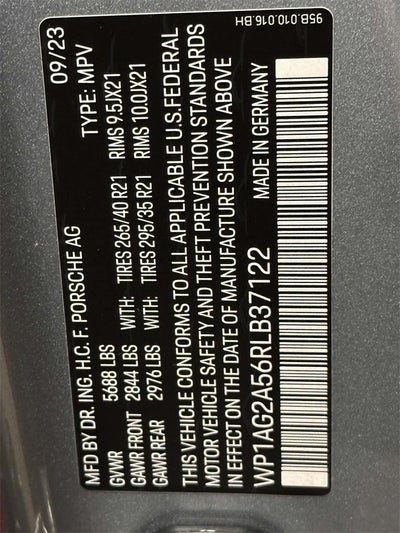 95B.010.016.BH
MFD BY DR. ING. H.C. F. PORSCHE AG 09/23
GVWR 5688 LBS TYPE: MPV
GAWR FRONT 2844 LBS WITH: TIRES 265/40 R21 RIMS 9.5JX21
GAWR REAR 2976 LBS WITH: TIRES 295/35 R21 RIMS 10.0JX21
THIS VEHICLE CONFORMS TO ALL APPLICABLE U.S.FEDERAL
MOTOR VEHICLE SAFETY AND THEFT PREVENTION STANDARDS
IN EFFECT ON THE DATE OF MANUFACTURE SHOWN ABOVE
WP1AG2A56RLB37122 MADE IN GERMANY